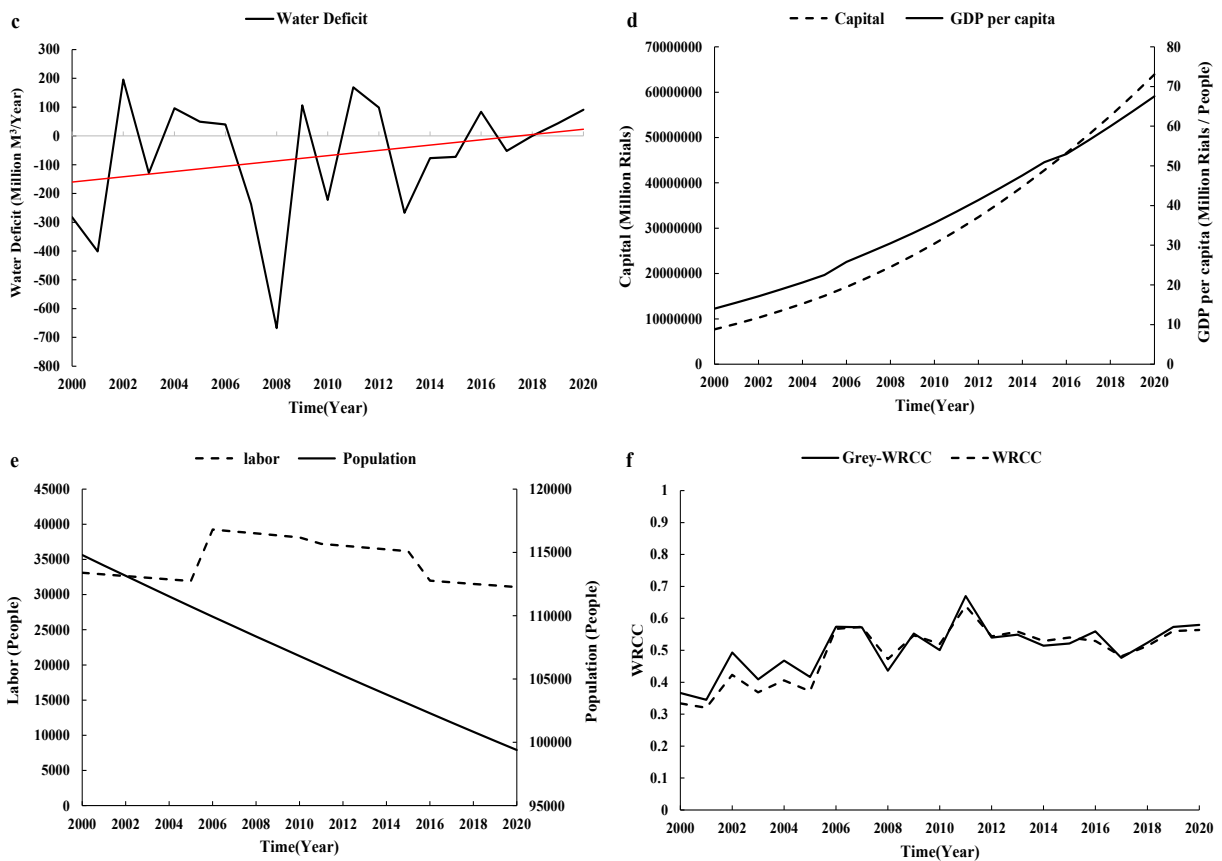 c
Water Deficit
300
200
100
0
-100
-200
-300
-400
-500
-600
-700
-800
Water Deficit (Million M³/Year)
2000 2002 2004 2006 2008 2010 2012 2014 2016 2018 2020
Time(Year)
d
Capital GDP per capita
70000000
60000000
50000000
40000000
30000000
20000000
10000000
0
Capital (Million Rials)
80
70
60
50
40
30
20
10
0
GDP per capita (Million Rials / People)
2000 2002 2004 2006 2008 2010 2012 2014 2016 2018 2020
Time(Year)
e
labor Population
45000
40000
35000
30000
25000
20000
15000
10000
5000
0
Labor (People)
120000
115000
110000
105000
100000
95000
Population (People)
2000 2002 2004 2006 2008 2010 2012 2014 2016 2018 2020
Time(Year)
f
Grey-WRCC WRCC
1
0.9
0.8
0.7
0.6
0.5
0.4
0.3
0.2
0.1
0
WRCC
2000 2002 2004 2006 2008 2010 2012 2014 2016 2018 2020
Time(Year)